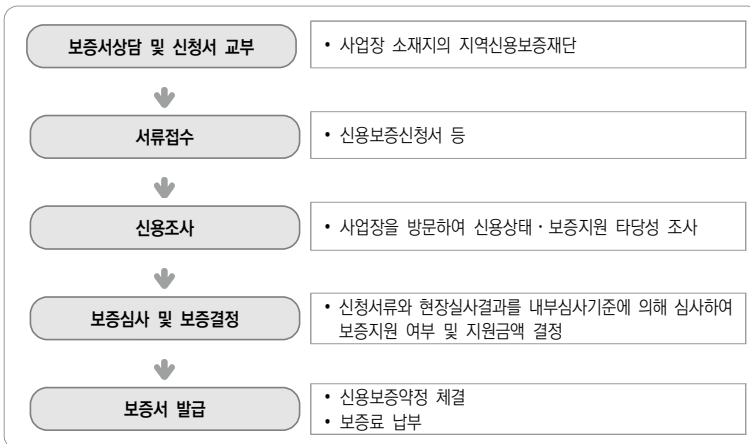 보증서상담 및 신청서 교부
• 사업장 소재지의 지역신용보증재단
서류접수
• 신용보증신청서 등
신용조사
• 사업장을 방문하여 신용상태 · 보증지원 타당성 조사
보증심사 및 보증결정
• 신청서류와 현장실사결과를 내부심사기준에 의해 심사하여
보증지원 여부 및 지원금액 결정
보증서 발급
• 신용보증약정 체결
• 보증료 납부